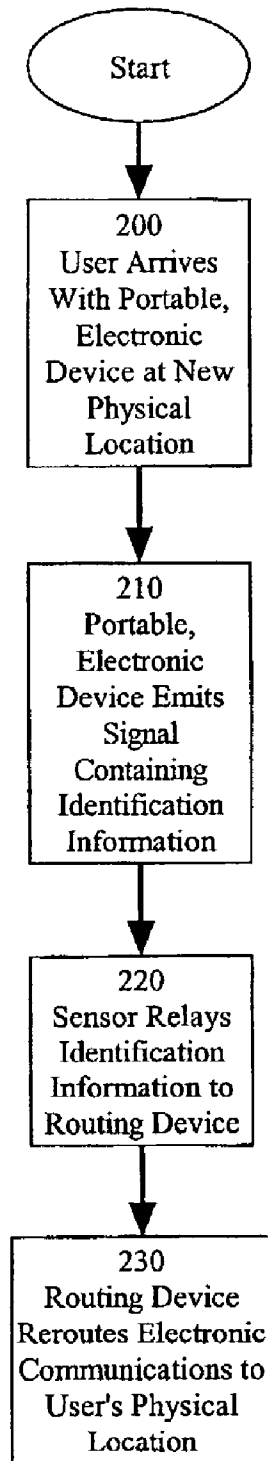 Start
200
User Arrives
With Portable,
Electronic
Device at New
Physical
Location
210
Portable,
Electronic
Device Emits
Signal
Containing
Identification
Information
220
Sensor Relays
Identification
Information to
Routing Device
230
Routing Device
Reroutes Electronic
Communications to
User's Physical
Location